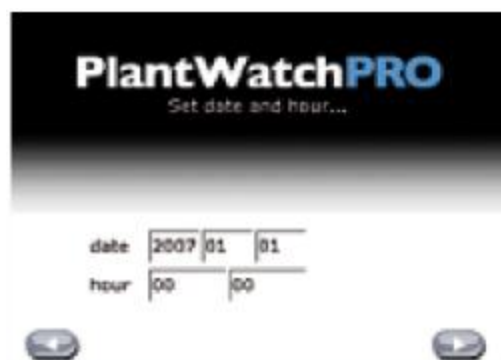 PlantWatchPRO
Set date and hour...
date 2007 01 01
hour 00 00